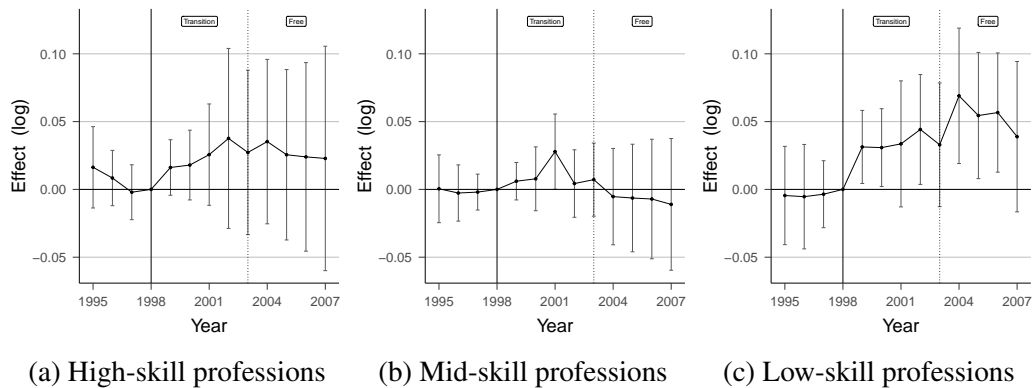 Transition
Free
0.10
0.05
0.00
−0.05
Effect (log)
1995
1998
2001
2004
2007
Year
(a) High-skill professions
Transition
Free
0.10
0.05
0.00
−0.05
Effect (log)
1995
1998
2001
2004
2007
Year
(b) Mid-skill professions
Transition
Free
0.10
0.05
0.00
−0.05
Effect (log)
1995
1998
2001
2004
2007
Year
(c) Low-skill professions